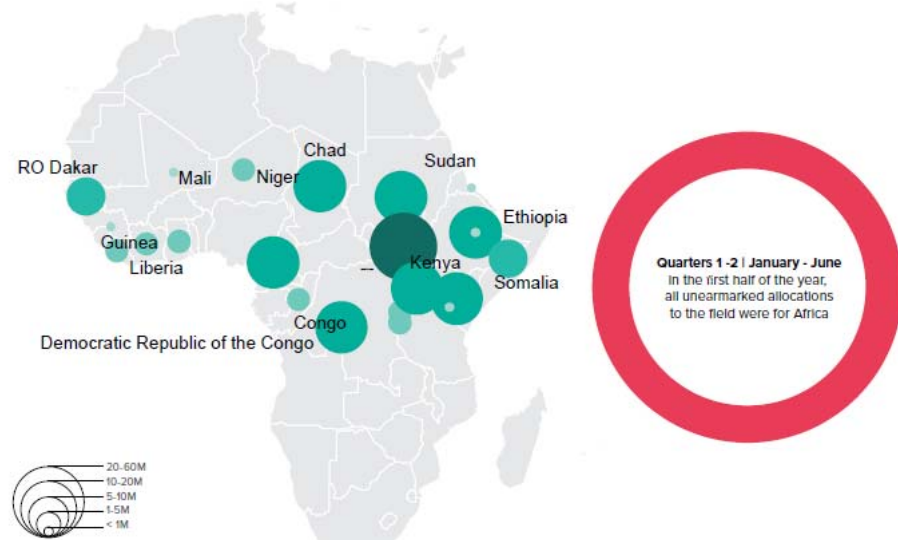 Chad
Sudan
RO Dakar
Mali
Niger
Ethiopia
Guinea
Liberia
--
Kenya
Somalia
Congo
Democratic Republic of the Congo
Quarters 1 -2 | January - June
In the first half of the year,
all unearmarked allocations
to the field were for Africa
20-60M
10-20M
5-10M
1-5M
< 1M